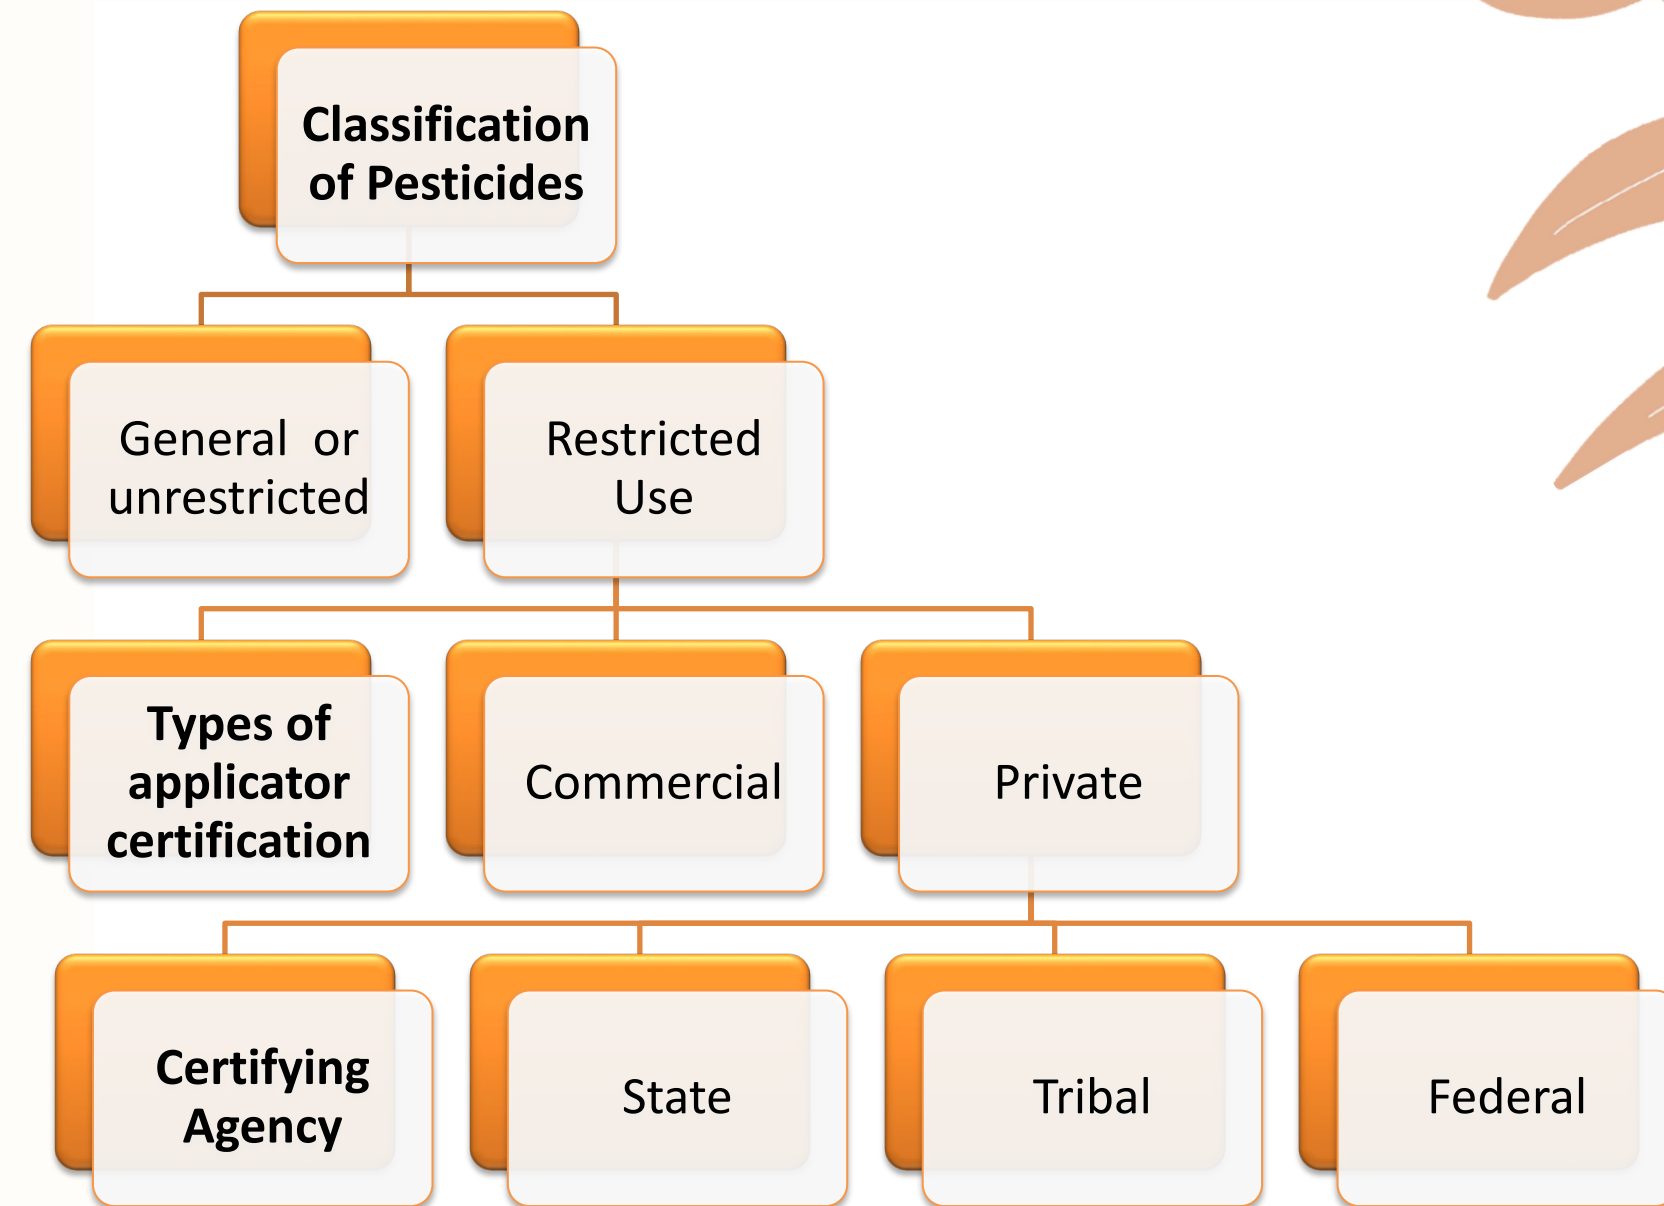 Classification
of Pesticides
General  or
unrestricted
Restricted
Use
Types of
applicator
certification
Commercial
Private
Certifying
Agency
State
Tribal
Federal